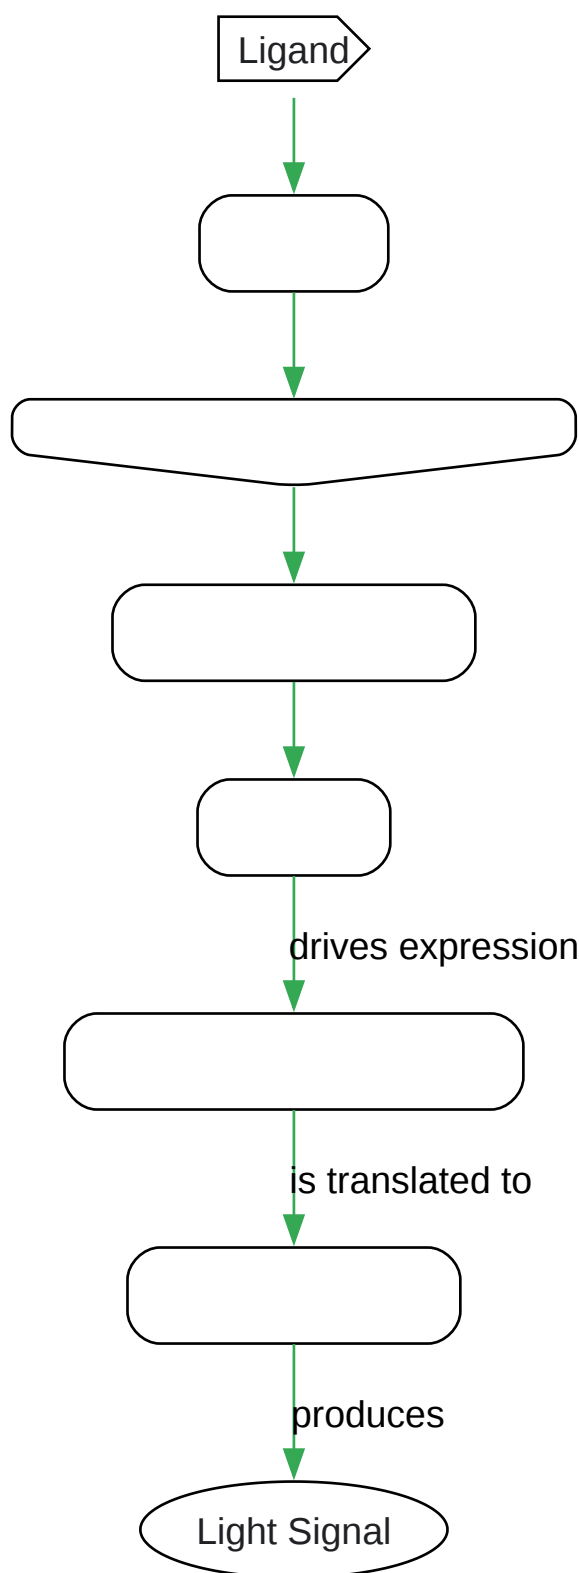 Ligand
drives expression
is translated to
produces
Light Signal